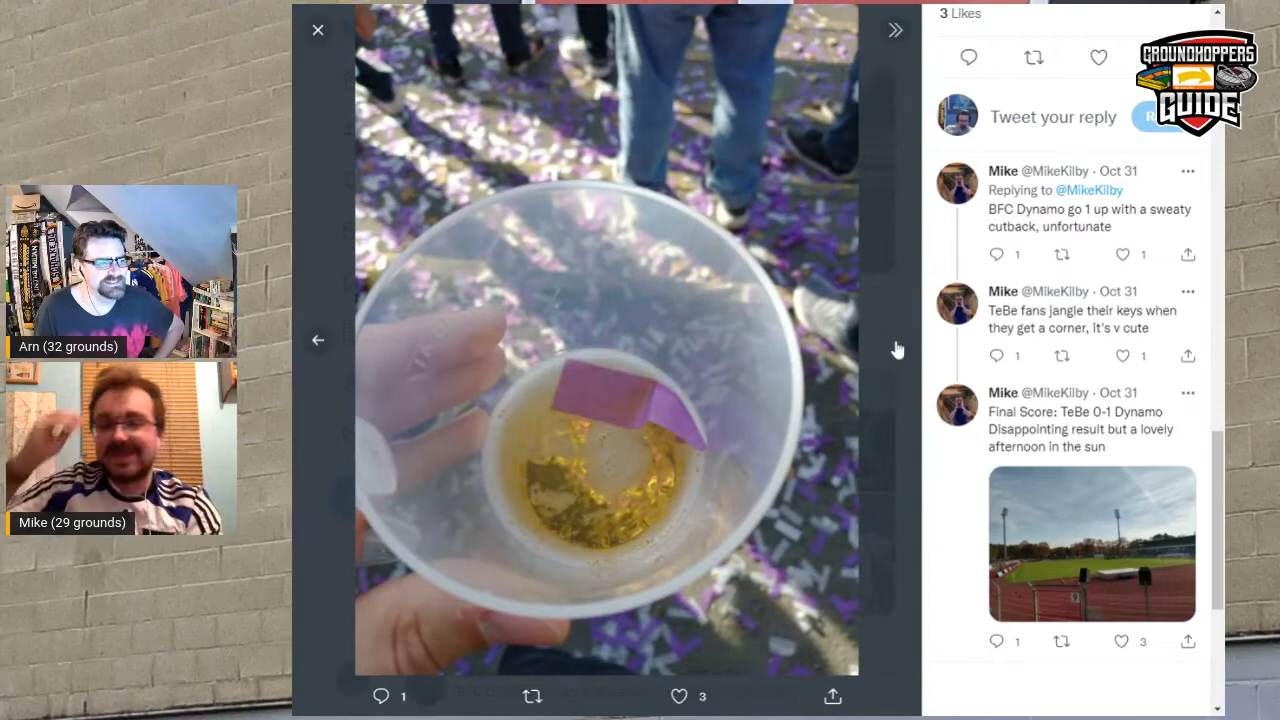 3 Likes
GROUNDHOPPERS
GUIDE
Tweet your reply
Mike @MikeKilby · Oct 31
Replying to @MikeKilby
BFC Dynamo go 1 up with a sweaty
cutback, unfortunate
1
1
Mike @MikeKilby · Oct 31
TeBe fans jangle their keys when
they get a corner, it's v cute
1
1
Mike @MikeKilby · Oct 31
Final Score: TeBe 0-1 Dynamo
Disappointing result but a lovely
afternoon in the sun
1
3
1
3
Arn (32 grounds)
Mike (29 grounds)